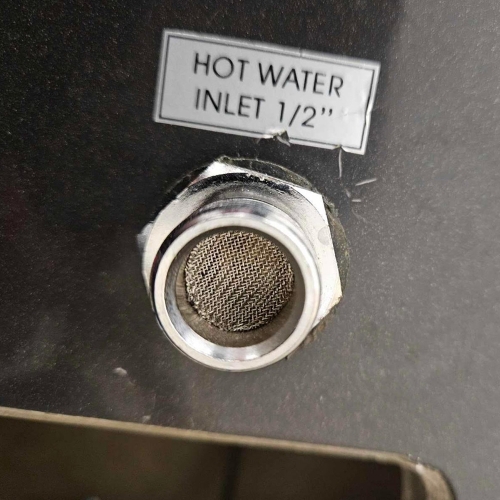 HOT WATER
INLET 1/2"